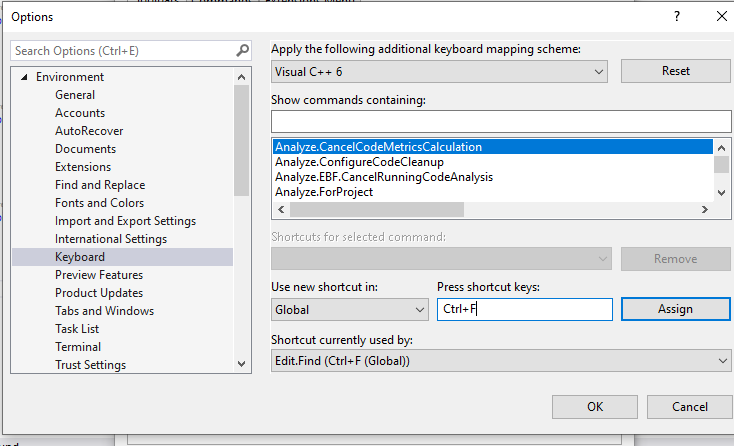 Options
Search Options (Ctrl+E)
Environment
General
Accounts
AutoRecover
Documents
Extensions
Find and Replace
Fonts and Colors
Import and Export Settings
International Settings
Keyboard
Preview Features
Product Updates
Tabs and Windows
Task List
Terminal
Trust Settings
Apply the following additional keyboard mapping scheme:
Visual C++ 6
Reset
Show commands containing:
Analyze.CancelCodeMetricsCalculation
Analyze.ConfigureCodeCleanup
Analyze.EBF.CancelRunningCodeAnalysis
Analyze.ForProject
Shortcuts for selected command:
Remove
Use new shortcut in:
Press shortcut keys:
Global
Ctrl+F
Assign
Shortcut currently used by:
Edit.Find (Ctrl+F (Global))
OK
Cancel